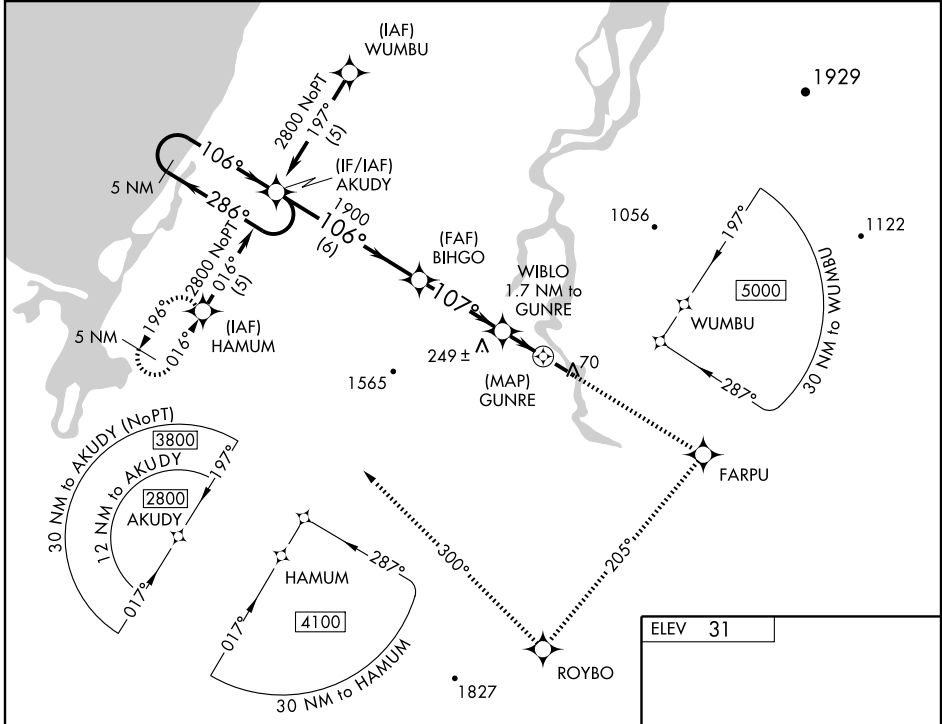 (IAF)
WUMBU
1929
2800 NoPT
197°
(5)
106°
(IF/IAF)
AKUDY
5 NM
286°
1900
106°
(6)
1056
1122
197°
(FAF)
BIHGO
2800 NoPT
016°
(5)
WIBLO
1.7 NM to
GUNRE
107°
5000
WUMBU
30 NM to WUMBU
287°
196°
016°
5 NM
(IAF)
HAMUM
249 ±
70
(MAP)
GUNRE
1565
30 NM to AKUDY (NoPT)
3800
12 NM to AKUDY
197°
2800
AKUDY
017°
FARPU
300°
205°
HAMUM
287°
017°
4100
30 NM to HAMUM
ELEV 31
ROYBO
1827